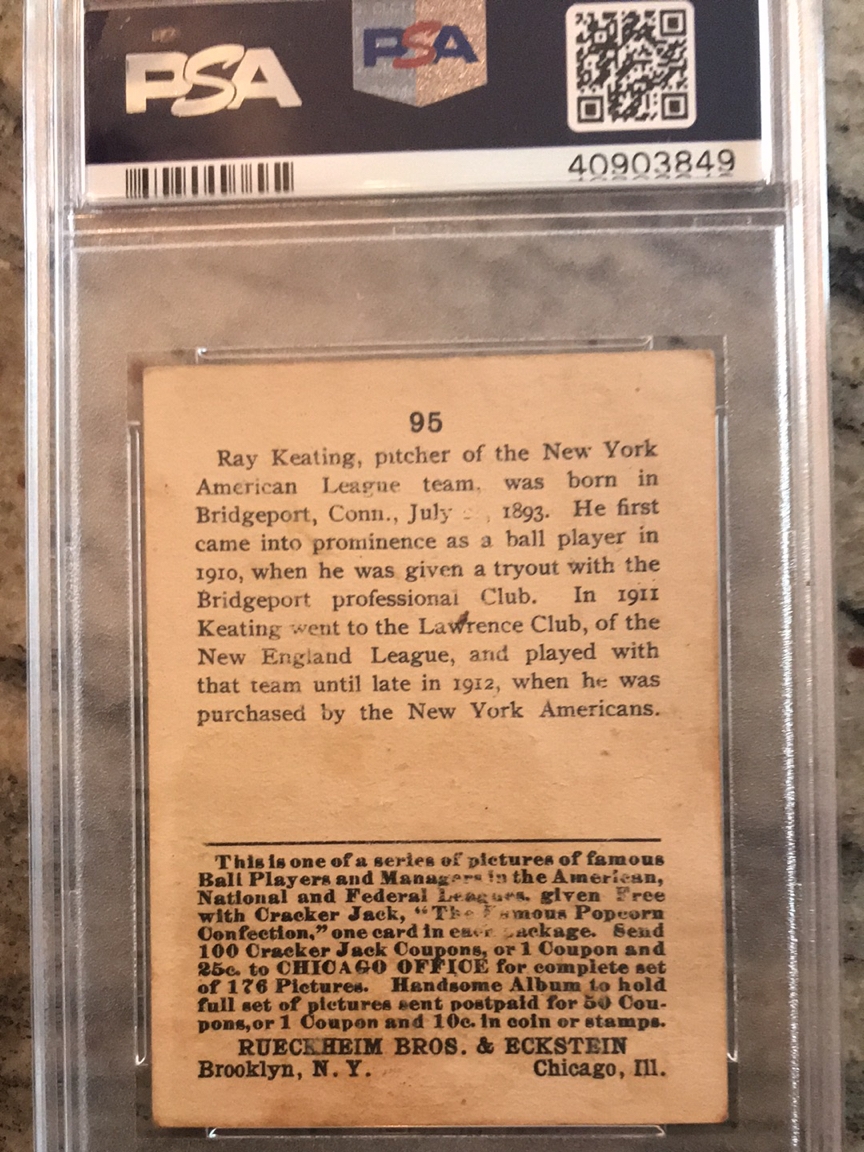 PSA
PSA
40903849
95
Ray Keating, pitcher of the New York
American League team, was born in
Bridgeport, Conn., July , 1893. He first
came into prominence as a ball player in
1910, when he was given a tryout with the
Bridgeport professional Club. In 1911
Keating went to the Lawrence Club, of the
New England League, and played with
that team until late in 1912, when he was
purchased by the New York Americans.
This is one of a series of pictures of famous
Ball Players and Managers in the American,
National and Federal Leagues, given Free
with Cracker Jack, "The Famous Popcorn
Confection," one card in each package. Send
100 Cracker Jack Coupons, or 1 Coupon and
25c. to CHICAGO OFFICE for complete set
of 176 Pictures. Handsome Album to hold
full set of pictures sent postpaid for 50 Cou-
pons, or 1 Coupon and 10c. in coin or stamps.
RUECKHEIM BROS. & ECKSTEIN
Brooklyn, N. Y. Chicago, Ill.